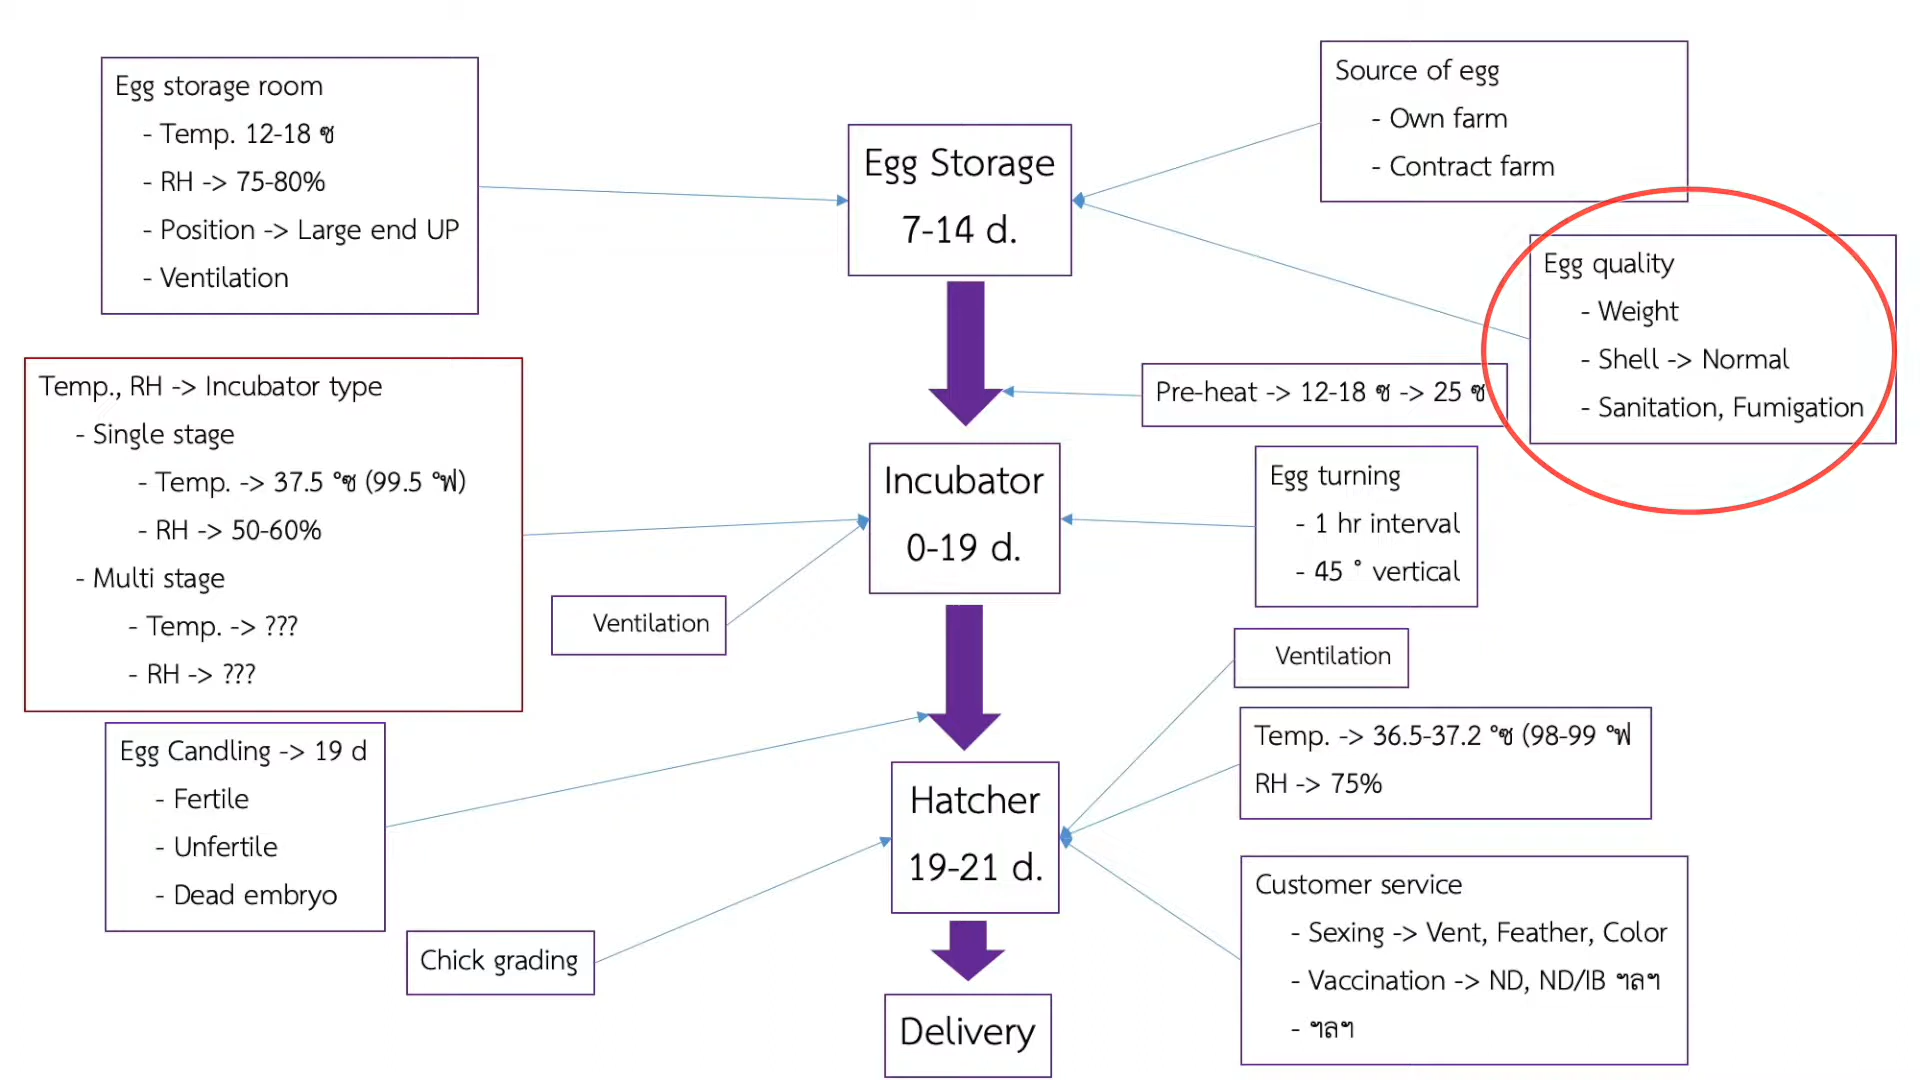 Egg storage room
- Temp. 12-18 ซ
- RH -> 75-80%
- Position -> Large end UP
- Ventilation
Egg Storage
7-14 d.
Source of egg
- Own farm
- Contract farm
Egg quality
- Weight
- Shell -> Normal
- Sanitation, Fumigation
Pre-heat -> 12-18 ซ -> 25 ซ
Temp., RH -> Incubator type
- Single stage
- Temp. -> 37.5 °ซ (99.5 °ฟ)
- RH -> 50-60%
- Multi stage
- Temp. -> ???
- RH -> ???
Incubator
0-19 d.
Egg turning
- 1 hr interval
- 45 ° vertical
Ventilation
Ventilation
Egg Candling -> 19 d
- Fertile
- Unfertile
- Dead embryo
Hatcher
19-21 d.
Temp. -> 36.5-37.2 °ซ (98-99 °ฟ
RH -> 75%
Chick grading
Customer service
- Sexing -> Vent, Feather, Color
- Vaccination -> ND, ND/IB ฯลฯ
- ฯลฯ
Delivery